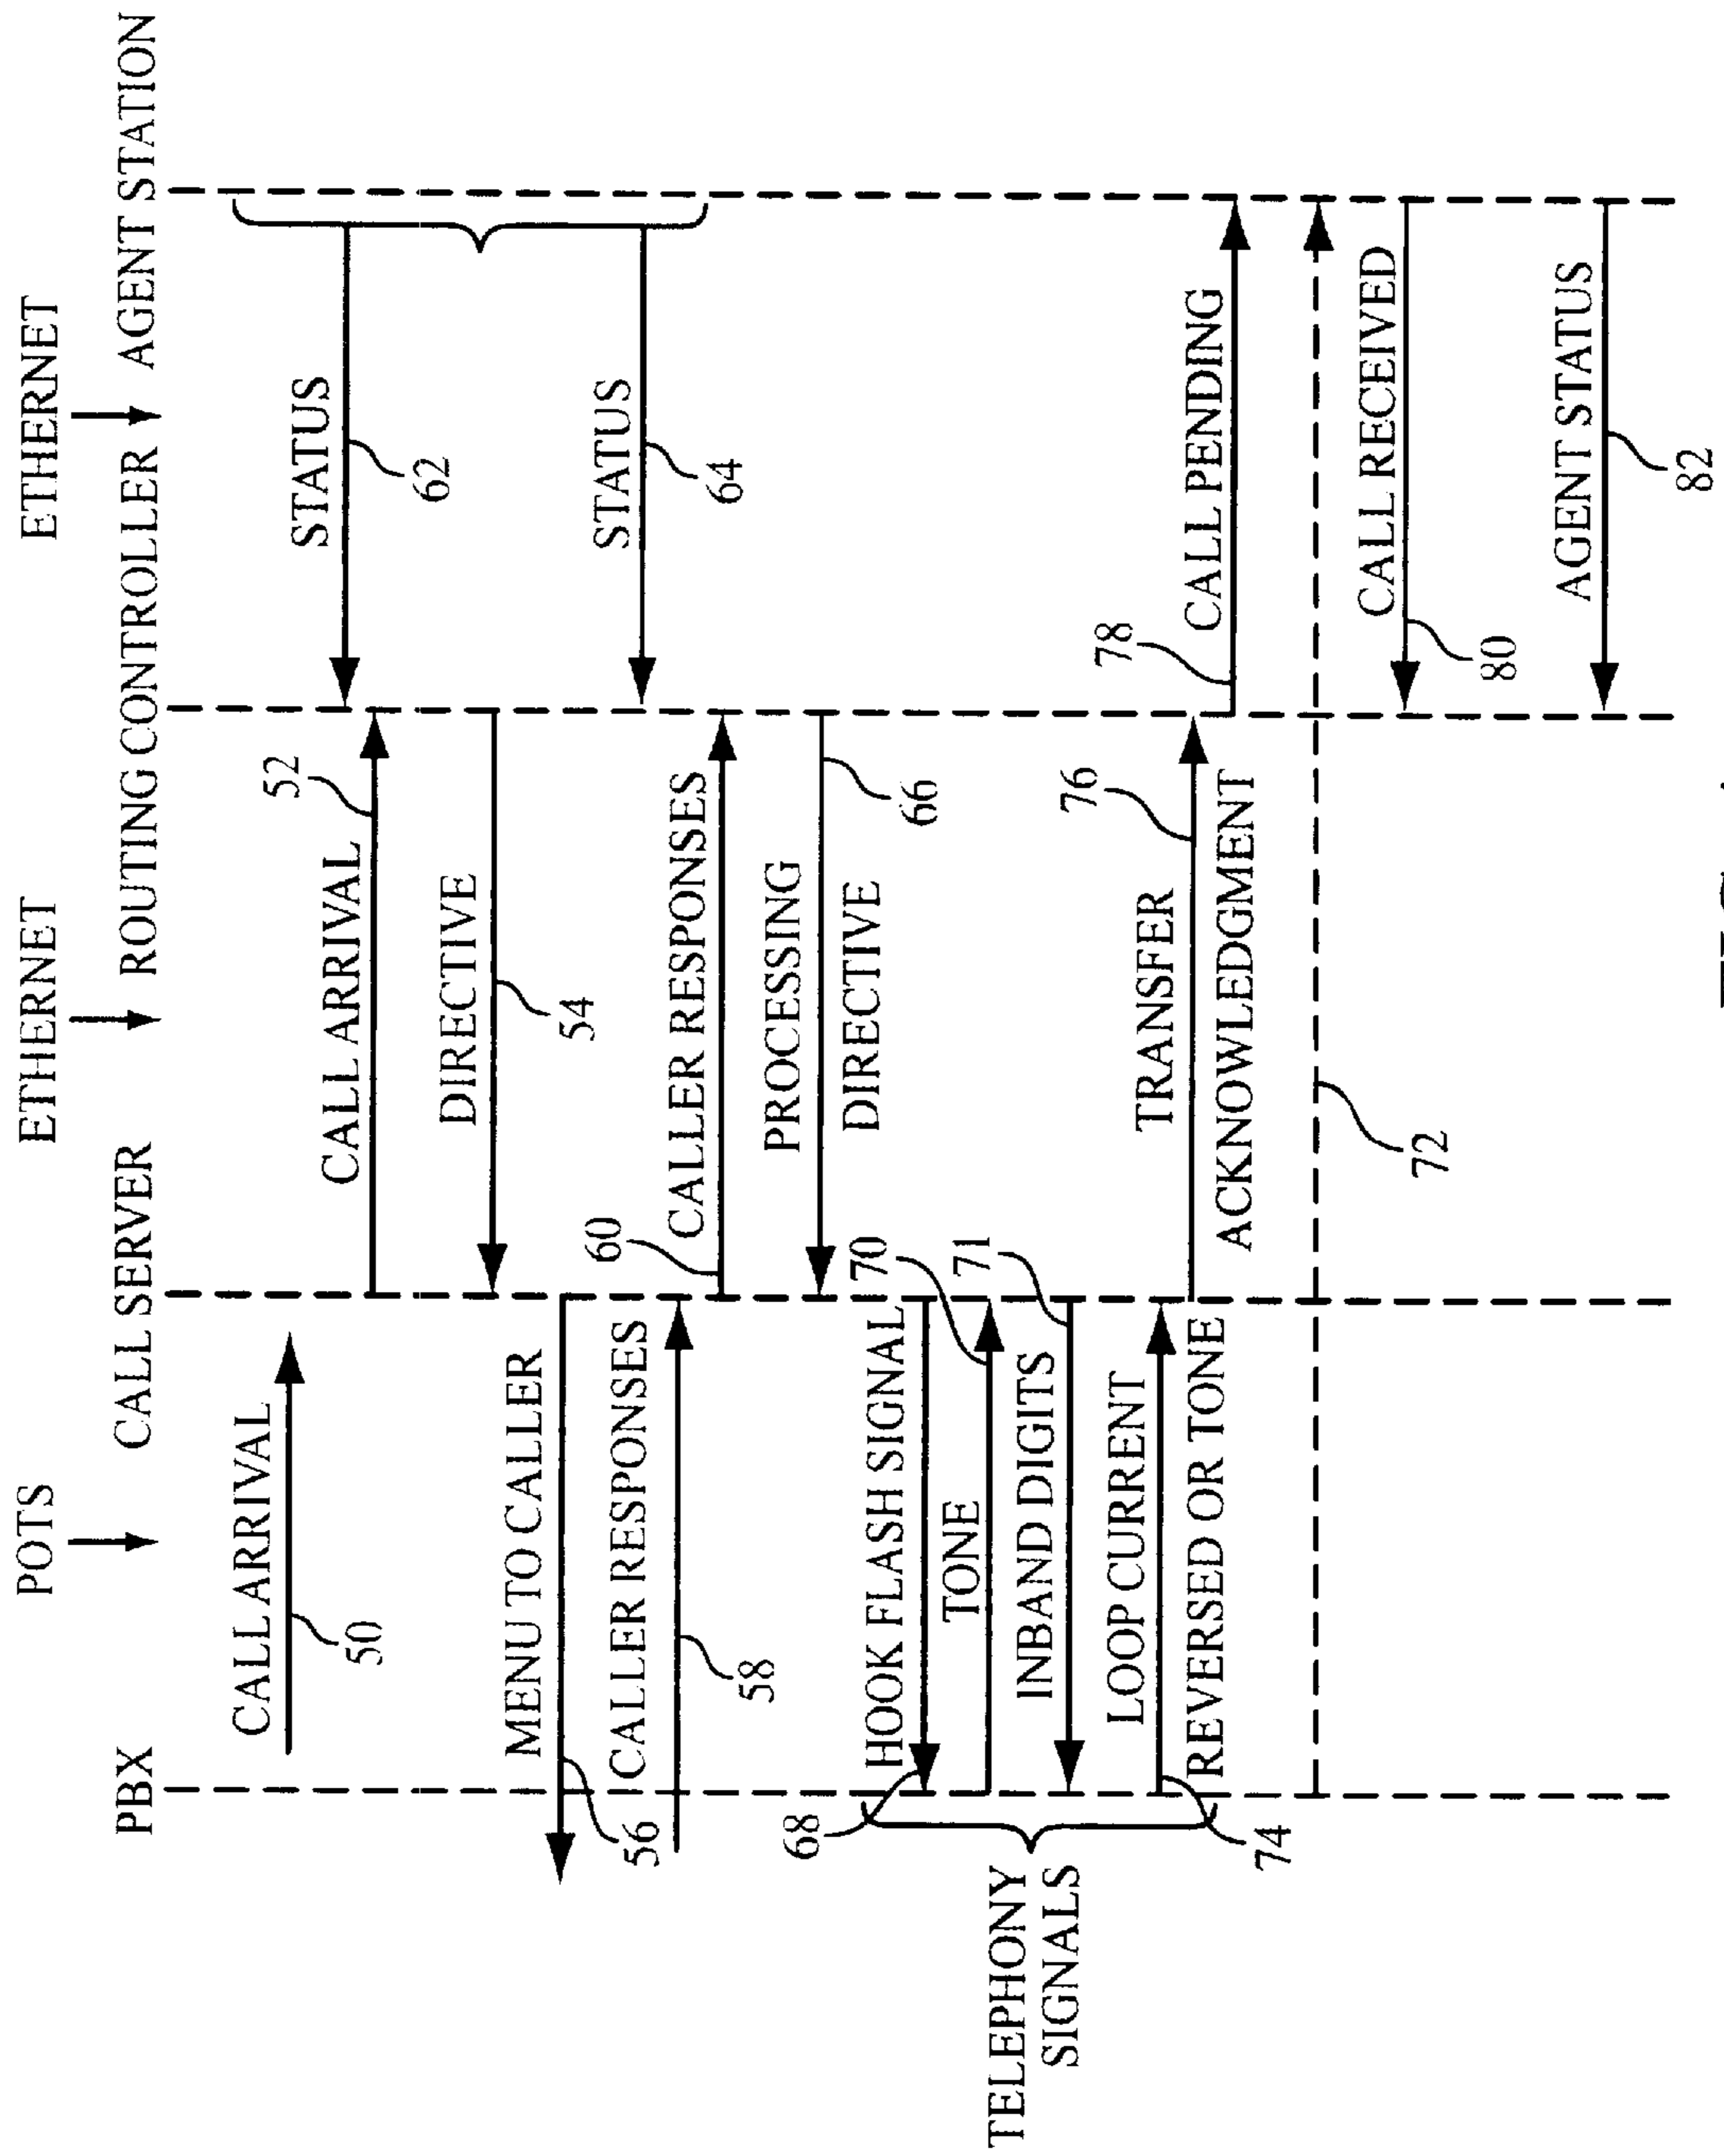 POTS
ETHERNET
ETHERNET
PBX
CALL SERVER
ROUTING CONTROLLER
AGENT STATION
CALL ARRIVAL
50
STATUS
62
CALL ARRIVAL
52
DIRECTIVE
54
MENU TO CALLER
56
CALLER RESPONSES
58
STATUS
64
CALLER RESPONSES
60
PROCESSING
DIRECTIVE
66
TELEPHONY
SIGNALS
HOOK FLASH SIGNAL
68
TONE
70
INBAND DIGITS
71
LOOP CURRENT
REVERSED OR TONE
74
TRANSFER
ACKNOWLEDGMENT
76
CALL PENDING
78
72
CALL RECEIVED
80
AGENT STATUS
82